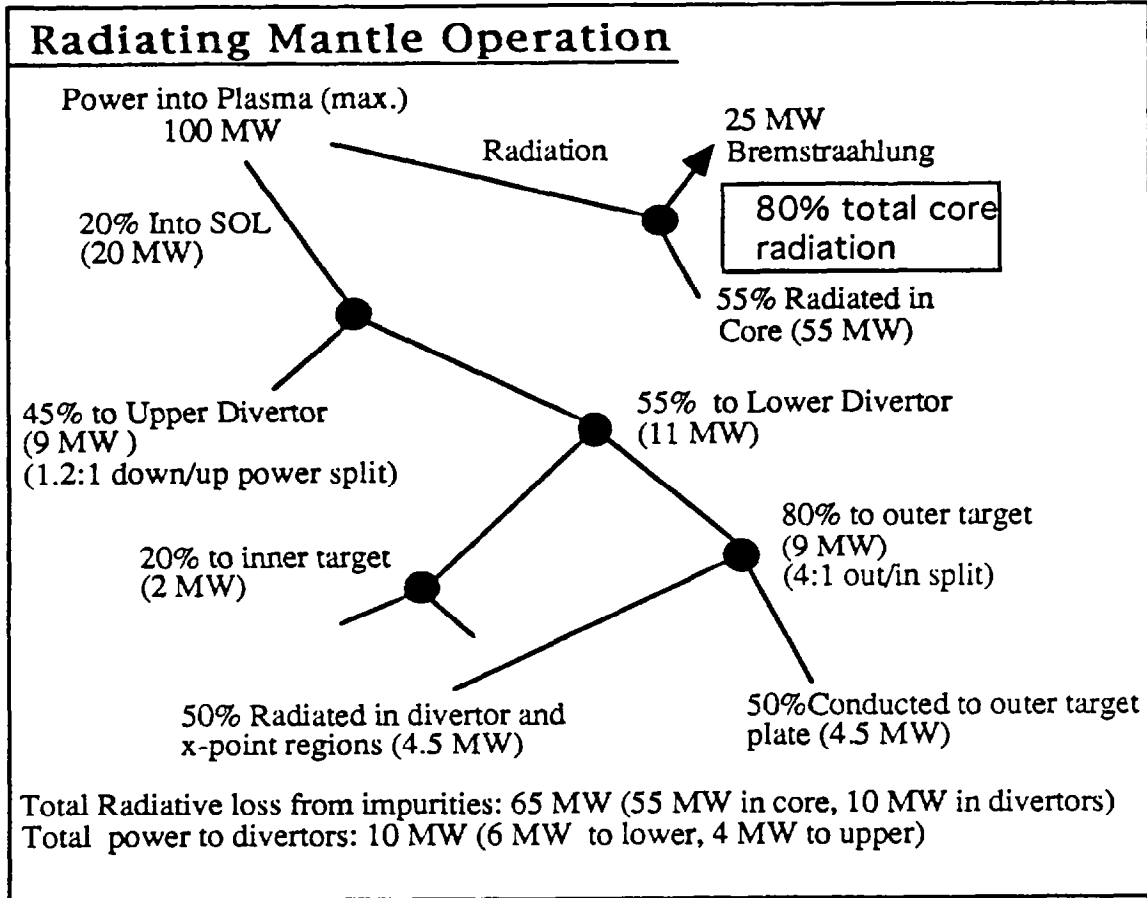 Radiating Mantle Operation
Power into Plasma (max.)
100 MW
Radiation
25 MW
Bremstraahlung
80% total core
radiation
20% Into SOL
(20 MW)
55% Radiated in
Core (55 MW)
45% to Upper Divertor
(9 MW )
(1.2:1 down/up power split)
55% to Lower Divertor
(11 MW)
20% to inner target
(2 MW)
80% to outer target
(9 MW)
(4:1 out/in split)
50% Radiated in divertor and
x-point regions (4.5 MW)
50%Conducted to outer target
plate (4.5 MW)
Total Radiative loss from impurities: 65 MW (55 MW in core, 10 MW in divertors)
Total power to divertors: 10 MW (6 MW to lower, 4 MW to upper)